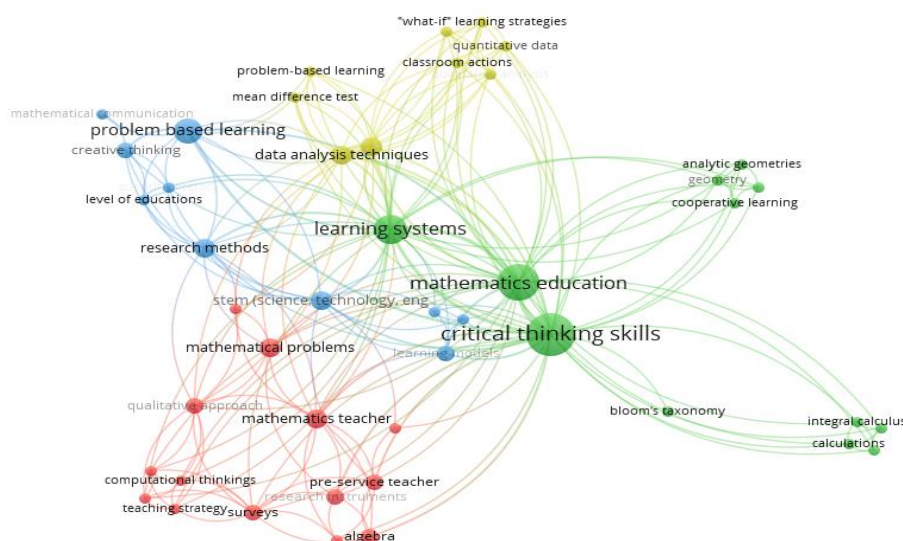 "what-if" learning strategies
quantitative data
classroom actions
problem-based learning
mean difference test
mathematical communication
problem based learning
creative thinking
data analysis techniques
analytic geometries
geometry
level of educations
cooperative learning
learning systems
research methods
mathematics education
stem (science, technology, eng
critical thinking skills
mathematical problems
learning models
qualitative approach
bloom's taxonomy
mathematics teacher
integral calculus
calculations
computational thinkings
pre-service teacher
research instruments
teaching strategy
surveys
algebra